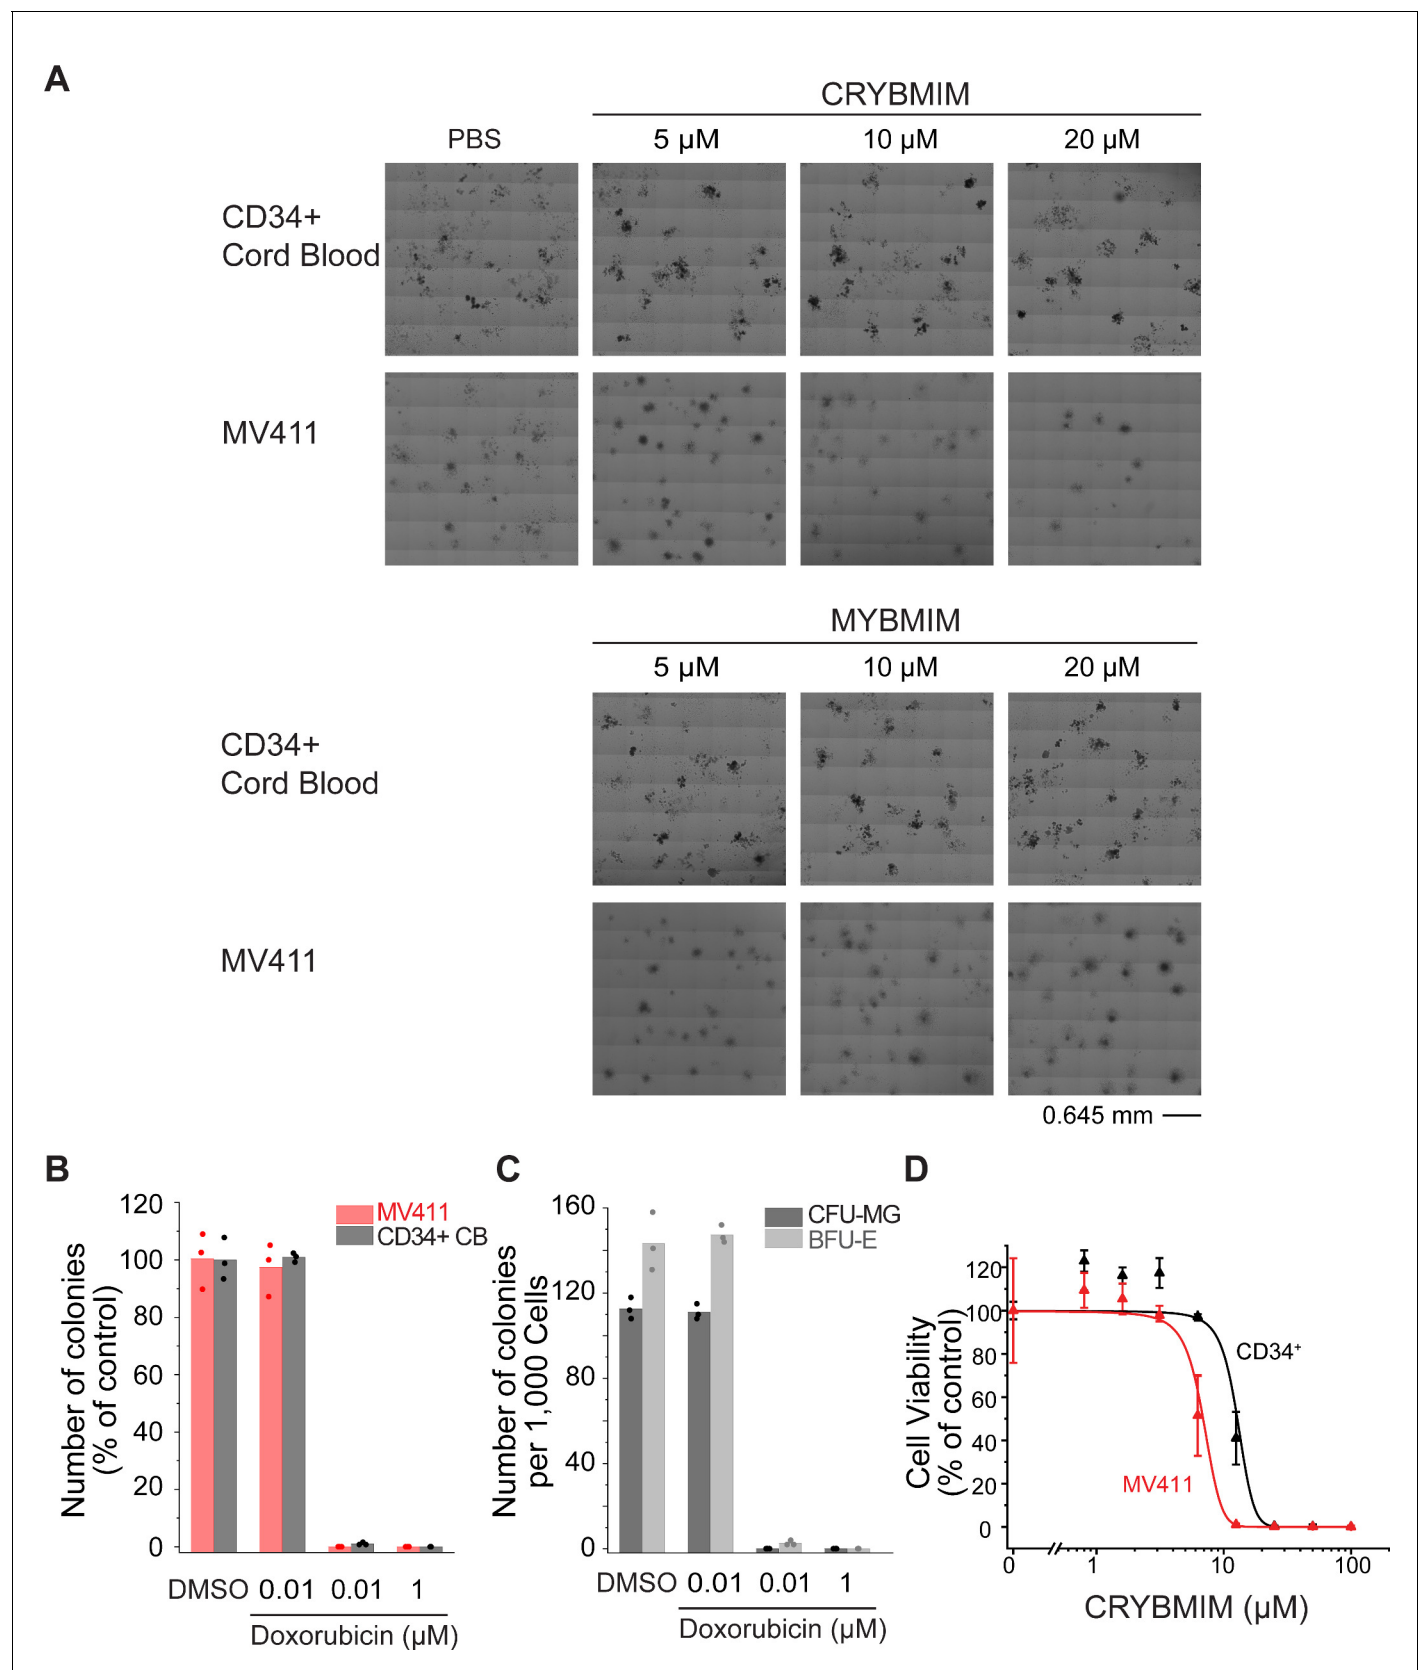 A
CRYBMIM
PBS
5 µM
10 µM
20 µM
CD34+
Cord Blood
MV411
MYBMIM
5 µM
10 µM
20 µM
CD34+
Cord Blood
MV411
0.645 mm
B
Number of colonies
(% of control)
120
100
80
60
40
20
0
MV411
CD34+ CB
DMSO
0.01
0.01
1
Doxorubicin (µM)
C
Number of colonies
per 1,000 Cells
160
120
80
40
0
CFU-MG
BFU-E
DMSO
0.01
0.01
1
Doxorubicin (µM)
D
Cell Viability
(% of control)
120
100
80
60
40
20
0
CD34⁺
MV411
0
1
10
100
CRYBMIM (µM)